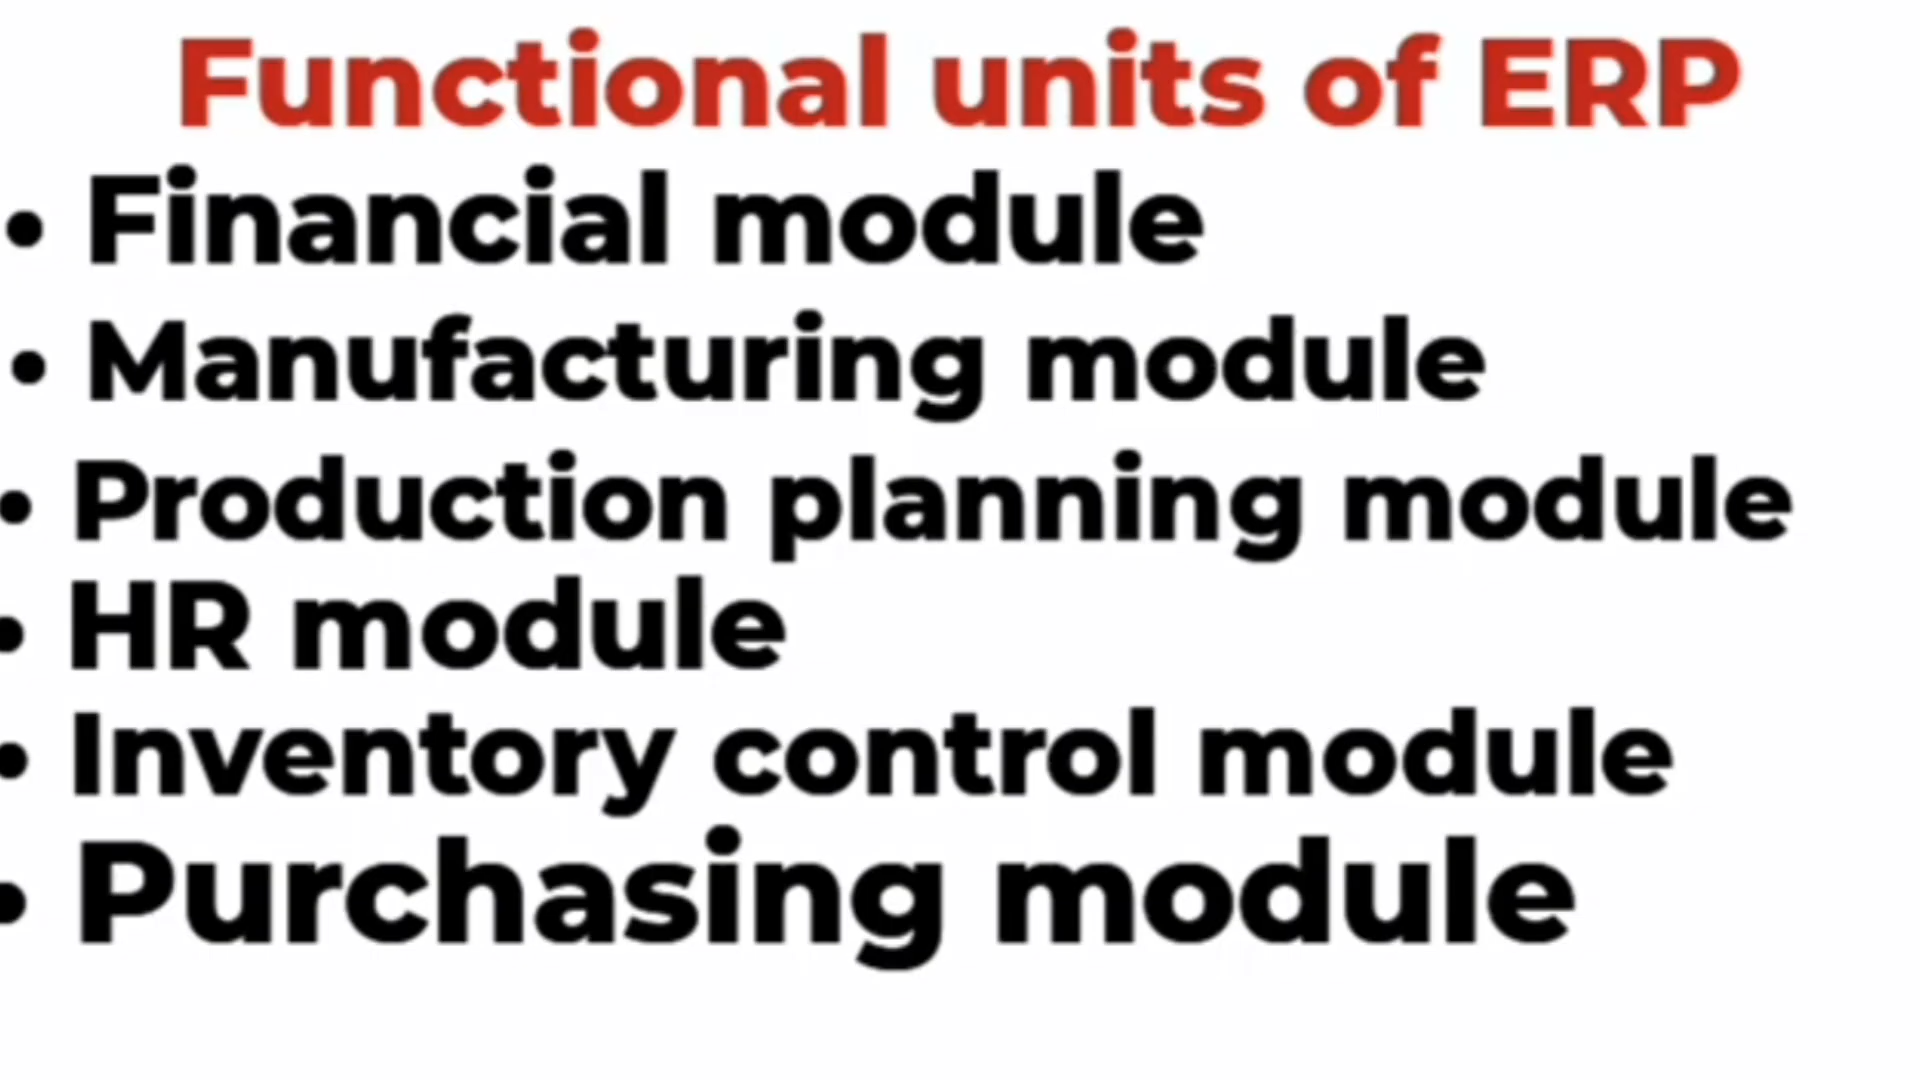 Functional units of ERP
• Financial module
• Manufacturing module
• Production planning module
• HR module
• Inventory control module
• Purchasing module